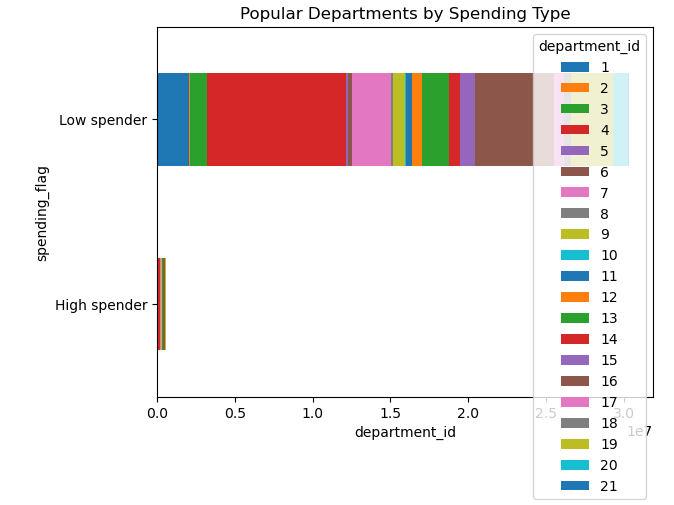 Popular Departments by Spending Type
department_id
1
2
3
4
5
6
7
8
9
10
11
12
13
14
15
16
17
18
19
20
21
Low spender
High spender
spending_flag
0.0 0.5 1.0 1.5 2.0 2.5 3.0
1e7
department_id